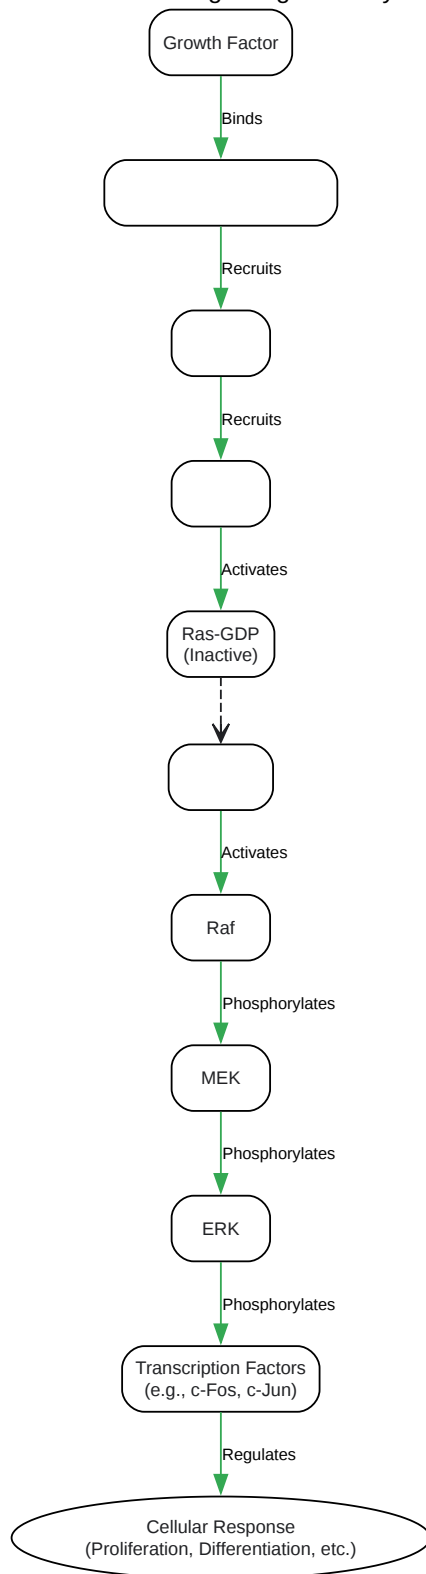 Growth Factor
Binds
Recruits
Recruits
Activates
Ras-GDP
(Inactive)
Activates
Raf
Phosphorylates
MEK
Phosphorylates
ERK
Phosphorylates
Transcription Factors
(e.g., c-Fos, c-Jun)
Regulates
Cellular Response
(Proliferation, Differentiation, etc.)